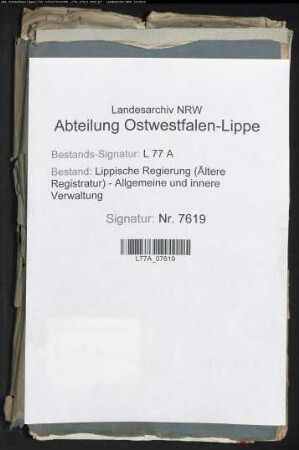 Landesarchiv NRW
Abteilung Ostwestfalen-Lippe
Bestands-Signatur: L 77 A
Bestand: Lippische Regierung (Ältere
Registratur) - Allgemeine und innere
Verwaltung
Signatur: Nr. 7619
L77A_07619